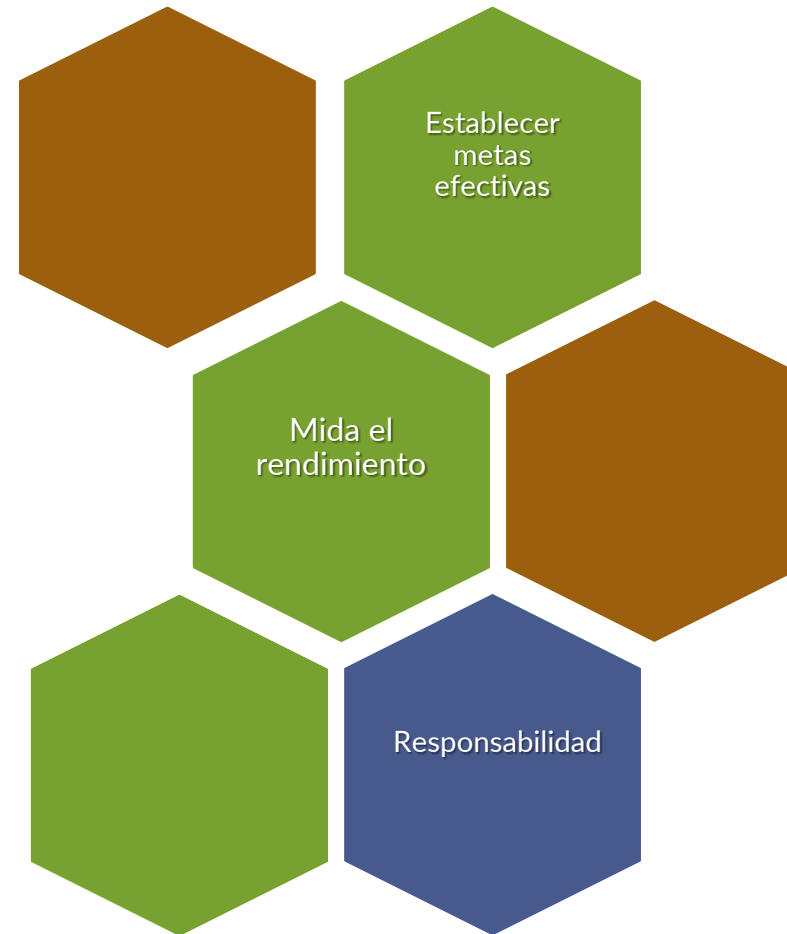 Establecer
metas
efectivas
Mida el
rendimiento
Responsabilidad